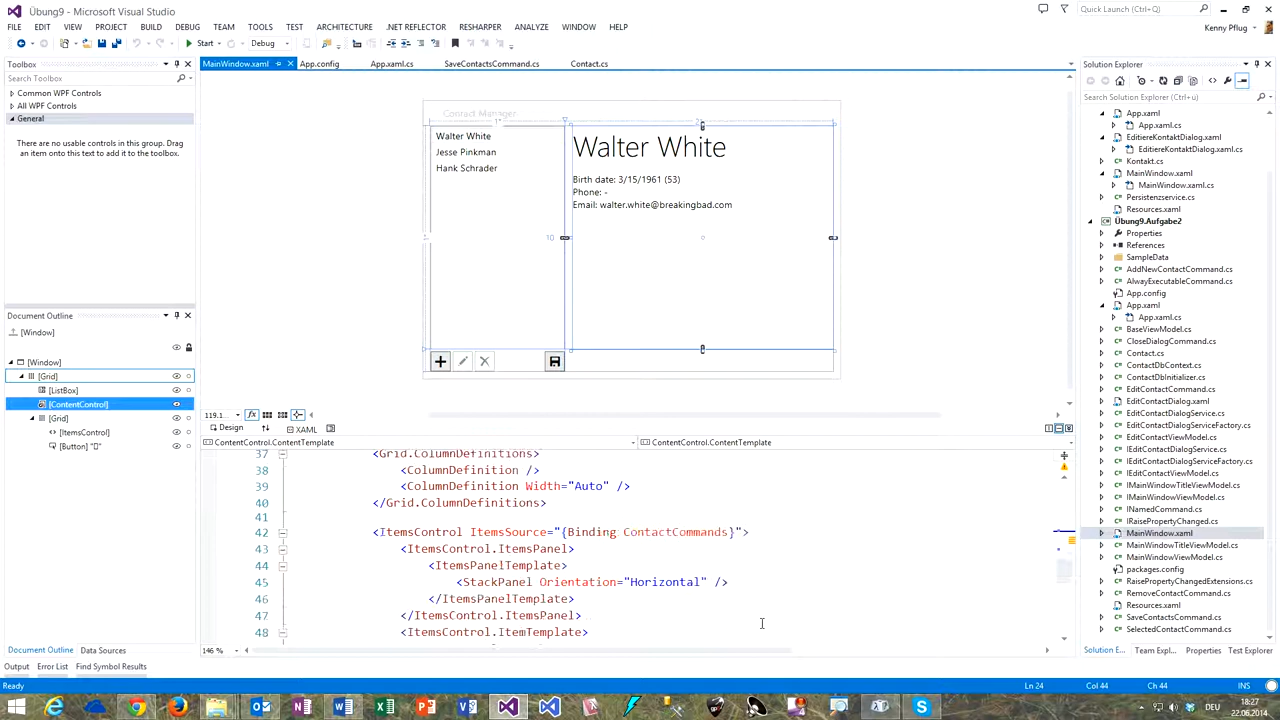 Übung9 - Microsoft Visual Studio
Quick Launch (Ctrl+Q)
FILE EDIT VIEW PROJECT BUILD DEBUG TEAM TOOLS TEST ARCHITECTURE .NET REFLECTOR RESHARPER ANALYZE WINDOW HELP
Kenny Pflug
Start Debug
Toolbox
MainWindow.xaml App.config App.xaml.cs SaveContactsCommand.cs Contact.cs
Solution Explorer
Search Toolbox
Common WPF Controls
All WPF Controls
General
There are no usable controls in this group. Drag
an item onto this text to add it to the toolbox.
Contact Manager
Walter White
Jesse Pinkman
Hank Schrader
Walter White
Birth date: 3/15/1961 (53)
Phone: -
Email: walter.white@breakingbad.com
10
Document Outline
[Window]
[Window]
[Grid]
[ListBox]
[ContentControl]
[Grid]
[ItemsControl]
[Button] "▯"
Document Outline Data Sources
119.1...
Design XAML
ContentControl.ContentTemplate ContentControl.ContentTemplate
37 <Grid.ColumnDefinitions>
38 <ColumnDefinition />
39 <ColumnDefinition Width="Auto" />
40 </Grid.ColumnDefinitions>
41
42 <ItemsControl ItemsSource="{Binding ContactCommands}">
43 <ItemsControl.ItemsPanel>
44 <ItemsPanelTemplate>
45 <StackPanel Orientation="Horizontal" />
46 </ItemsPanelTemplate>
47 </ItemsControl.ItemsPanel>
48 <ItemsControl.ItemTemplate>
146 %
Search Solution Explorer (Ctrl+ü)
App.xaml
App.xaml.cs
EditiereKontaktDialog.xaml
EditiereKontaktDialog.xaml.cs
Kontakt.cs
MainWindow.xaml
MainWindow.xaml.cs
Persistenzservice.cs
Resources.xaml
Übung9.Aufgabe2
Properties
References
SampleData
AddNewContactCommand.cs
AlwayExecutableCommand.cs
App.config
App.xaml
App.xaml.cs
BaseViewModel.cs
CloseDialogCommand.cs
Contact.cs
ContactDbContext.cs
ContactDbInitializer.cs
EditContactCommand.cs
EditContactDialog.xaml
EditContactDialogService.cs
EditContactDialogServiceFactory.cs
EditContactViewModel.cs
IEditContactDialogService.cs
IEditContactDialogServiceFactory.cs
IEditContactViewModel.cs
IMainWindowTitleViewModel.cs
IMainWindowViewModel.cs
INamedCommand.cs
IRaisePropertyChanged.cs
MainWindow.xaml
MainWindowTitleViewModel.cs
MainWindowViewModel.cs
packages.config
RaisePropertyChangedExtensions.cs
RemoveContactCommand.cs
Resources.xaml
SaveContactsCommand.cs
SelectedContactCommand.cs
Solution E... Team Expl... Properties Test Explorer
Output Error List Find Symbol Results
Ready Ln 24 Col 44 Ch 44 INS
DEU 18:27
22.06.2014